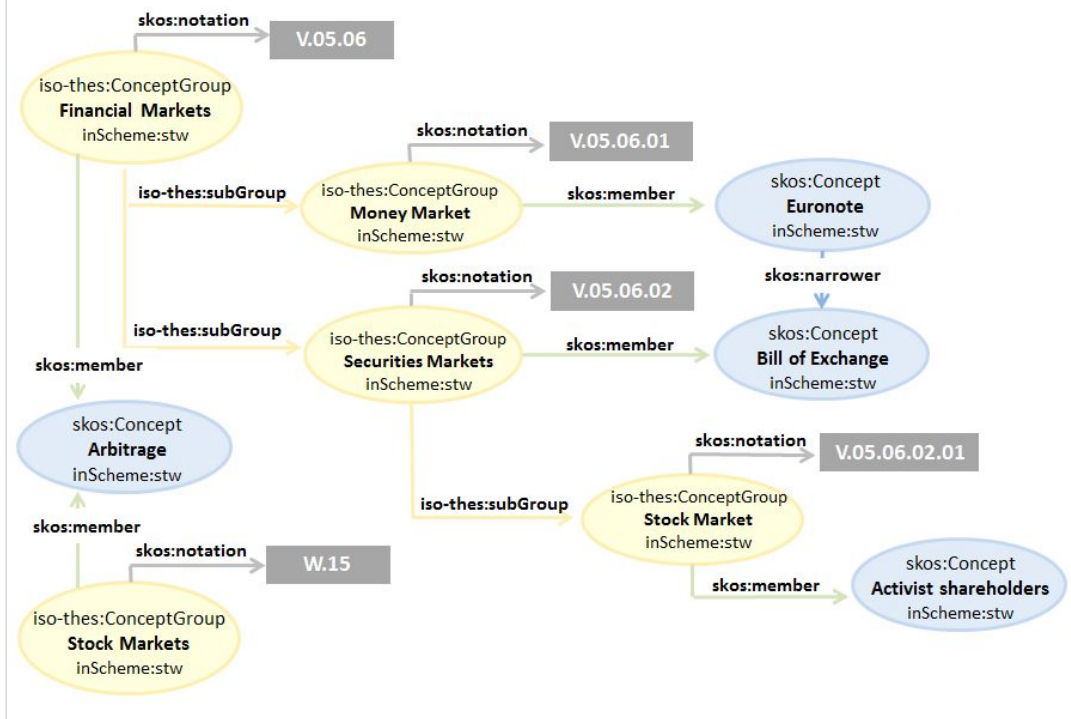 skos:notation
V.05.06
iso-thes:ConceptGroup
Financial Markets
inScheme:stw
skos:notation
V.05.06.01
iso-thes:subGroup
iso-thes:ConceptGroup
Money Market
inScheme:stw
skos:member
skos:Concept
Euronote
inScheme:stw
skos:narrower
skos:notation
V.05.06.02
iso-thes:subGroup
iso-thes:ConceptGroup
Securities Markets
inScheme:stw
skos:member
skos:Concept
Bill of Exchange
inScheme:stw
skos:member
skos:Concept
Arbitrage
inScheme:stw
skos:notation
V.05.06.02.01
iso-thes:subGroup
iso-thes:ConceptGroup
Stock Market
inScheme:stw
skos:member
skos:notation
W.15
skos:member
skos:Concept
Activist shareholders
inScheme:stw
iso-thes:ConceptGroup
Stock Markets
inScheme:stw